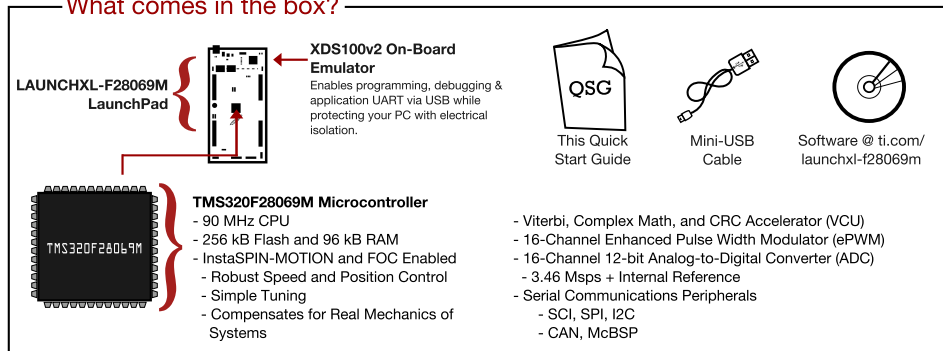 What comes in the box?
LAUNCHXL-F28069M
LaunchPad
XDS100v2 On-Board
Emulator
Enables programming, debugging &
application UART via USB while
protecting your PC with electrical
isolation.
QSG
This Quick
Start Guide
Mini-USB
Cable
Software @ ti.com/
launchxl-f28069m
TMS320F28069M
TMS320F28069M Microcontroller
- 90 MHz CPU
- 256 kB Flash and 96 kB RAM
- InstaSPIN-MOTION and FOC Enabled
- Robust Speed and Position Control
- Simple Tuning
- Compensates for Real Mechanics of
Systems
- Viterbi, Complex Math, and CRC Accelerator (VCU)
- 16-Channel Enhanced Pulse Width Modulator (ePWM)
- 16-Channel 12-bit Analog-to-Digital Converter (ADC)
- 3.46 Msps + Internal Reference
- Serial Communications Peripherals
- SCI, SPI, I2C
- CAN, McBSP